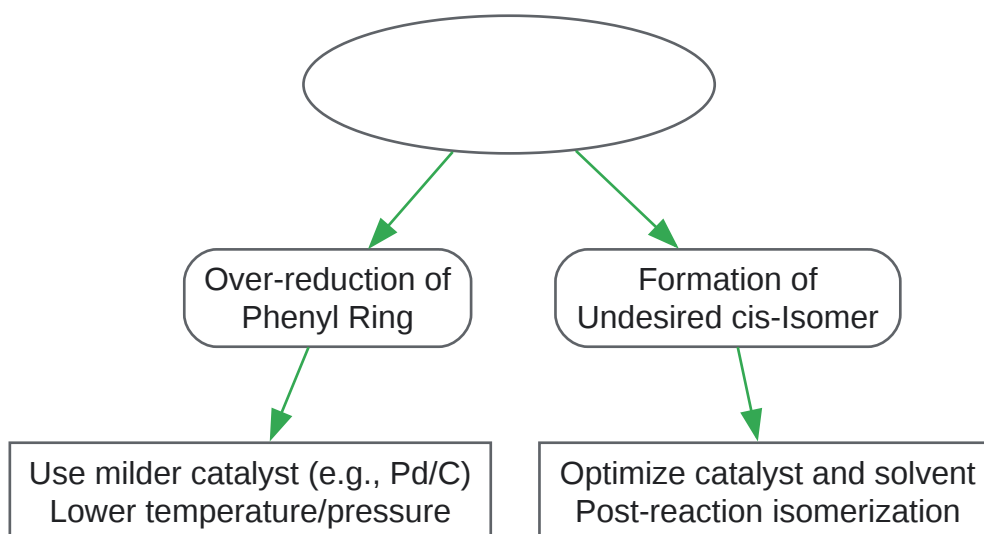 Over-reduction of
Phenyl Ring
Formation of
Undesired cis-Isomer
Use milder catalyst (e.g., Pd/C)
Lower temperature/pressure
Optimize catalyst and solvent
Post-reaction isomerization